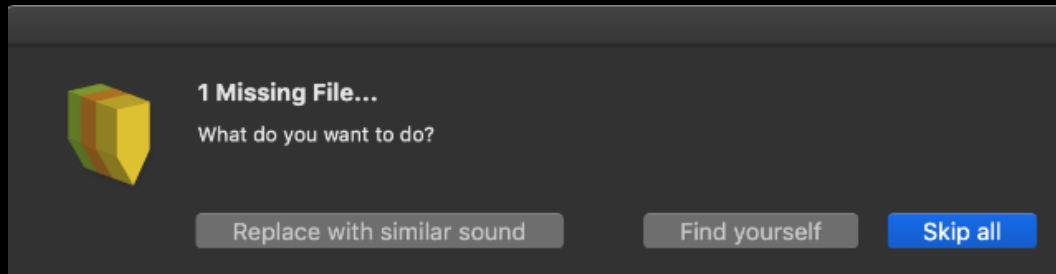 1 Missing File...
What do you want to do?
Replace with similar sound
Find yourself
Skip all